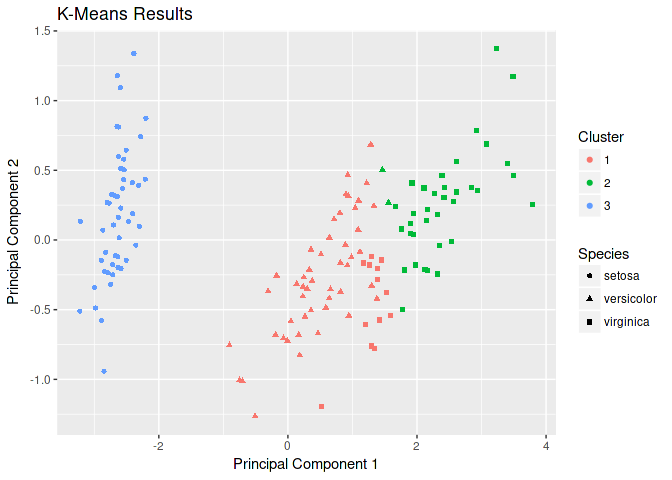 K-Means Results
1.5
1.0
0.5
0.0
-0.5
-1.0
Principal Component 2
-2
0
2
4
Principal Component 1
Cluster
1
2
3
Species
setosa
versicolor
virginica